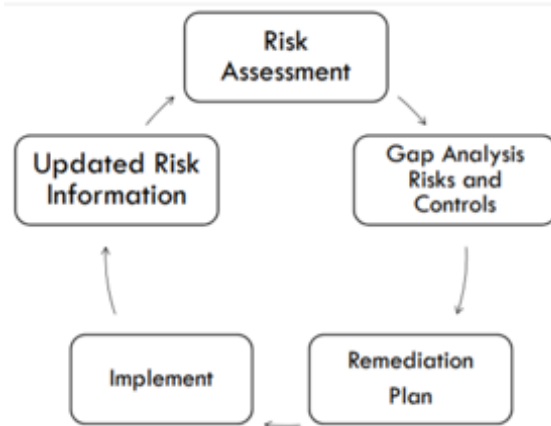 Risk
Assessment
Gap Analysis
Risks and
Controls
Remediation
Plan
Implement
Updated Risk
Information